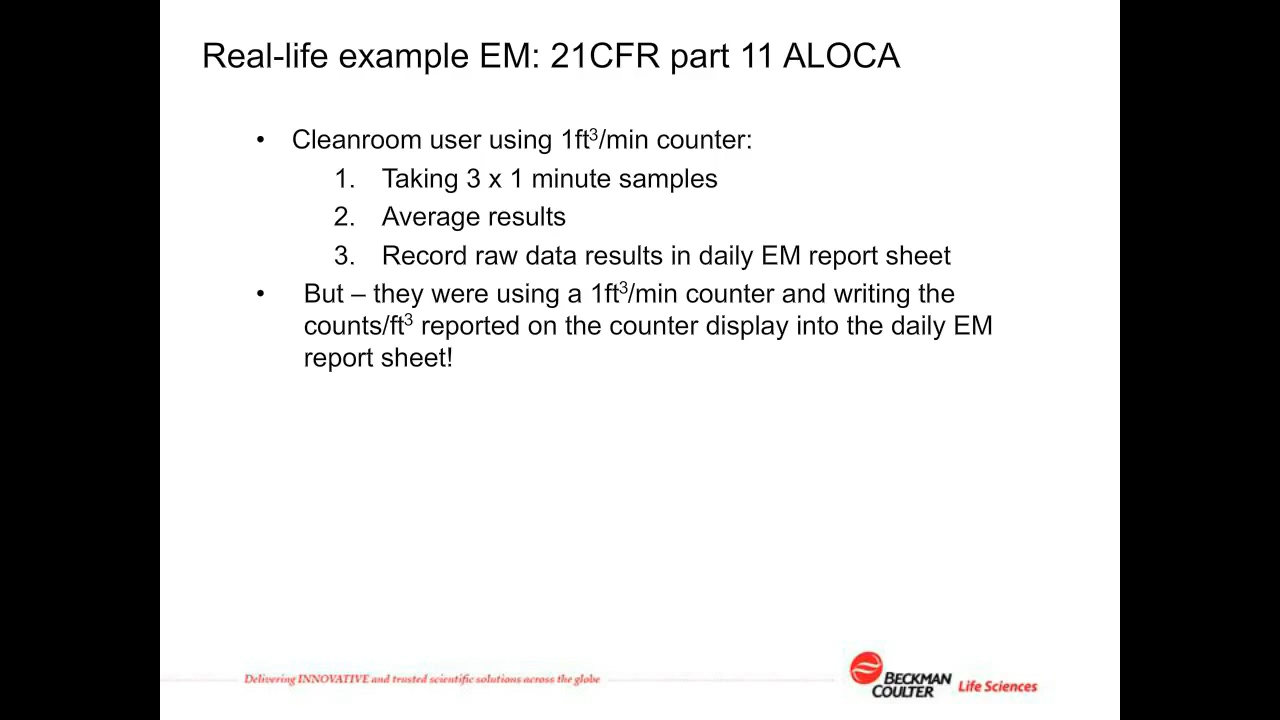 Real-life example EM: 21CFR part 11 ALOCA
• Cleanroom user using 1ft³/min counter:
1. Taking 3 x 1 minute samples
2. Average results
3. Record raw data results in daily EM report sheet
• But – they were using a 1ft³/min counter and writing the
counts/ft³ reported on the counter display into the daily EM
report sheet!
Delivering INNOVATIVE and trusted scientific solutions across the globe
BECKMAN
COULTER Life Sciences